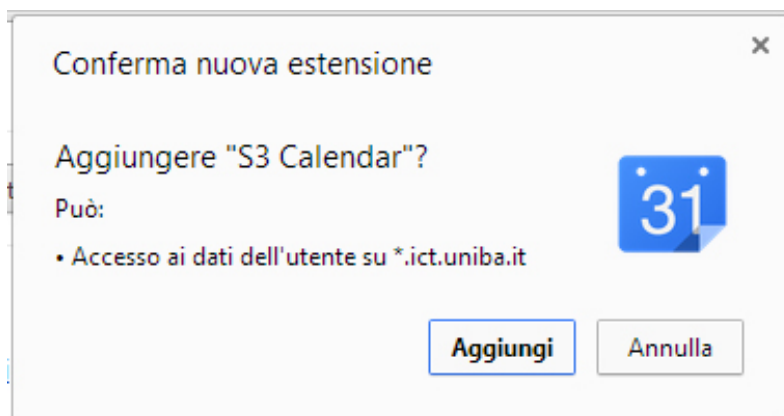 Conferma nuova estensione
Aggiungere "S3 Calendar"?
31
Può:
• Accesso ai dati dell'utente su *.ict.uniba.it
Aggiungi
Annulla